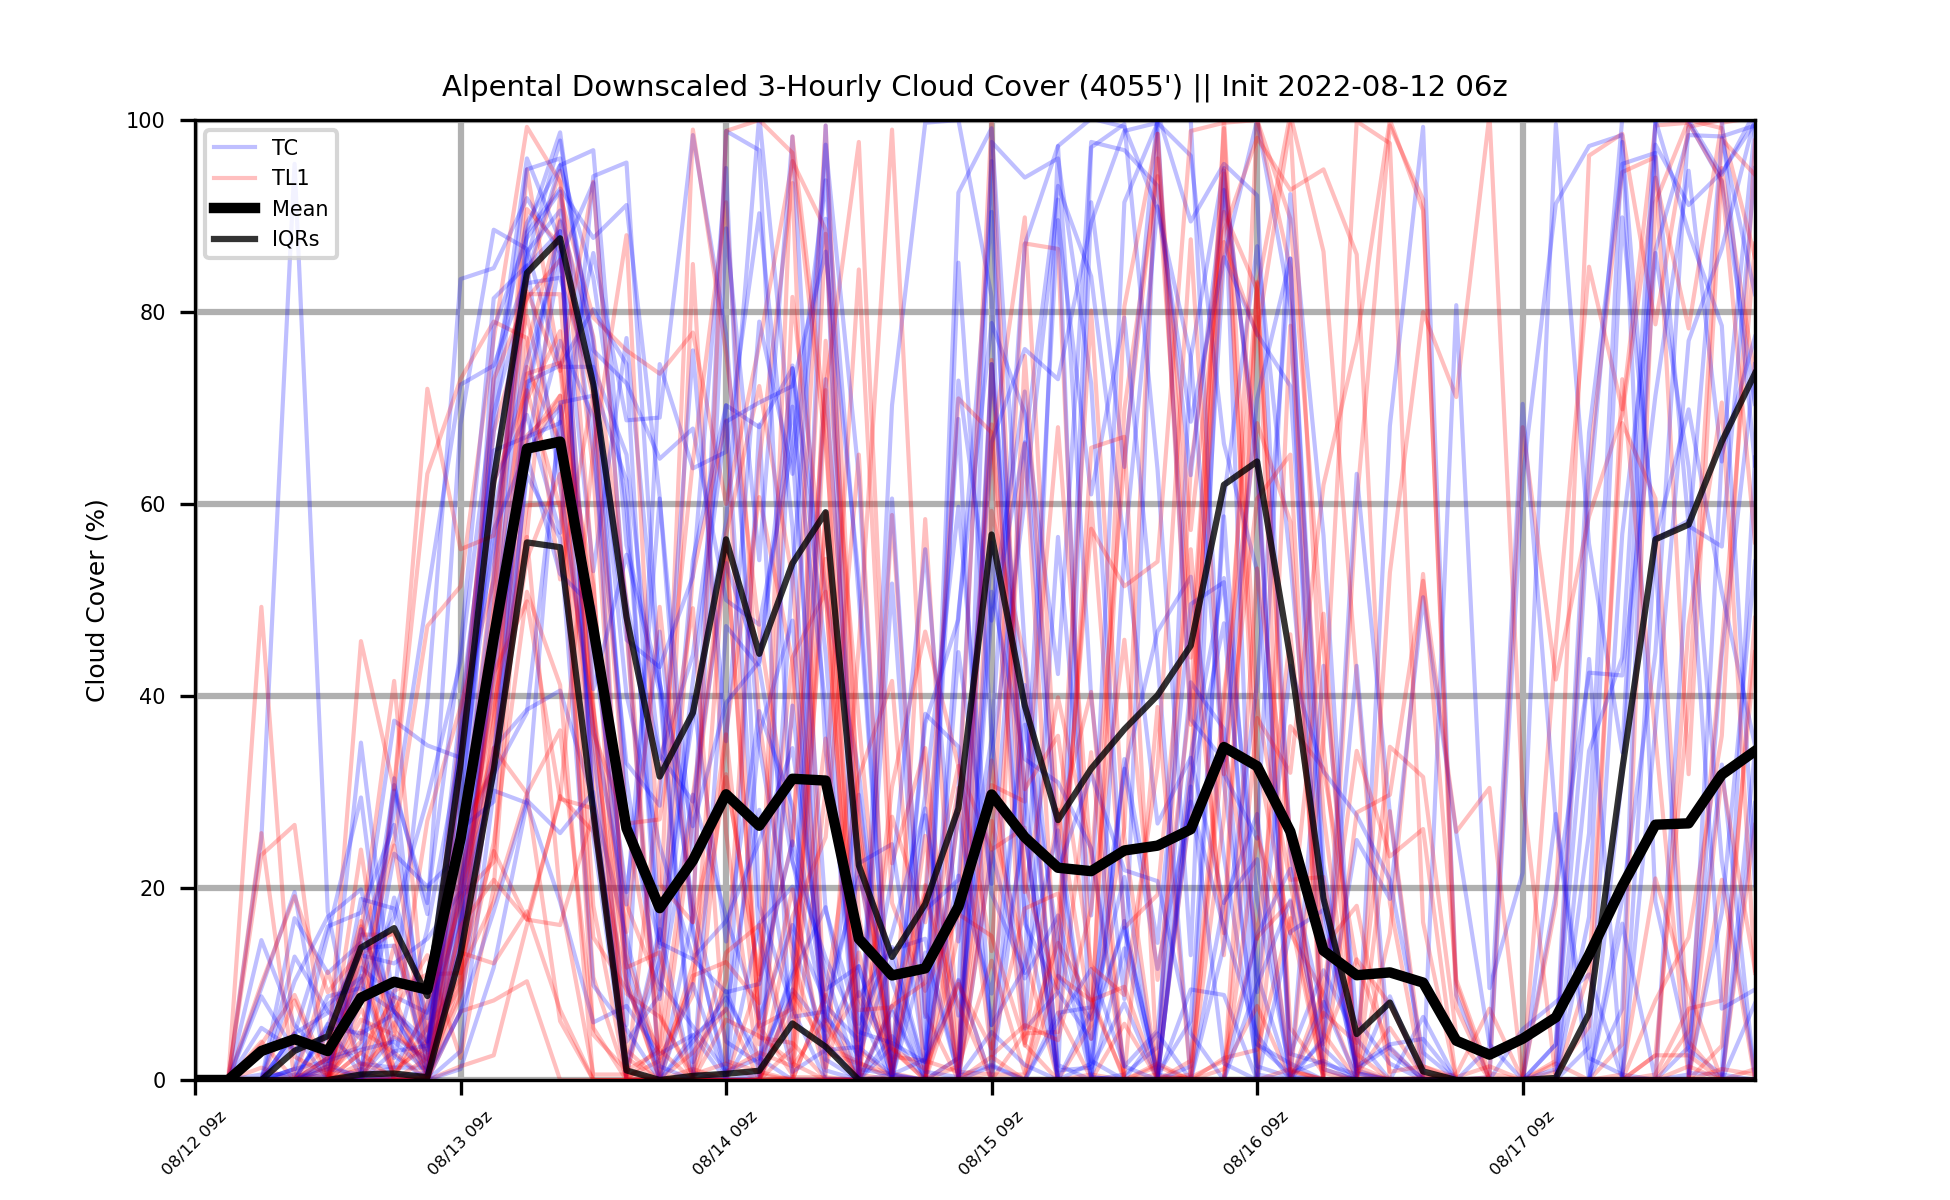 Alpental Downscaled 3-Hourly Cloud Cover (4055') || Init 2022-08-12 06z
TC
TL1
Mean
IQRs
Cloud Cover (%)
100
80
60
40
20
0
08/12 09z
08/13 09z
08/14 09z
08/15 09z
08/16 09z
08/17 09z